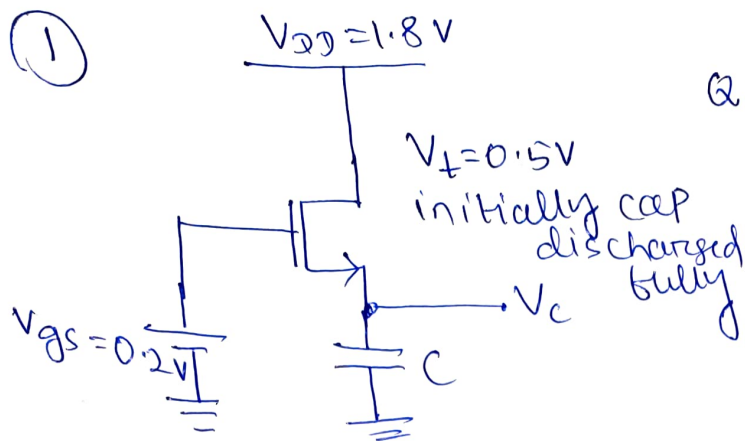 1
VDD=1.8 V
Q
Vt=0.5V
initially cap
discharged
fully
Vgs=0.2V
Vc
C